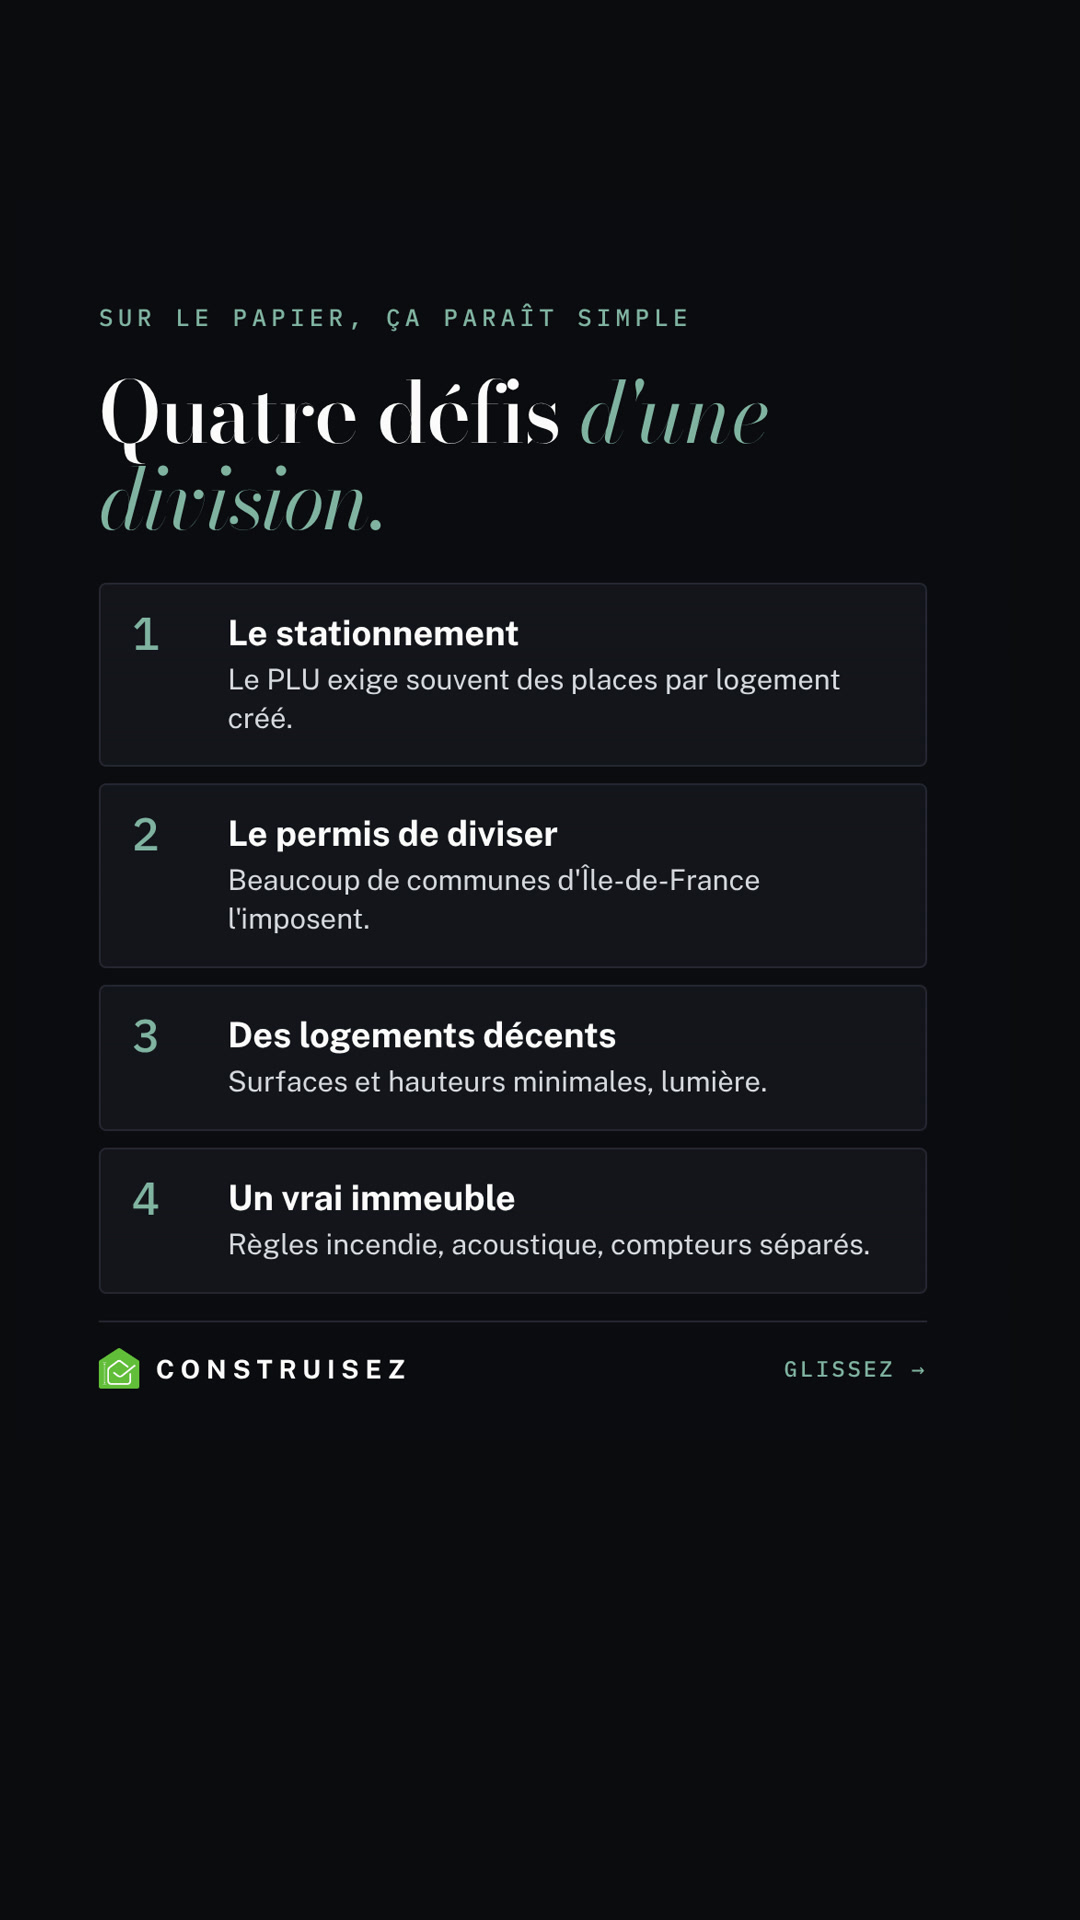 SUR LE PAPIER, ÇA PARAÎT SIMPLE
Quatre défis d'une
division.
1
Le stationnement
Le PLU exige souvent des places par logement
créé.
2
Le permis de diviser
Beaucoup de communes d'Île-de-France
l'imposent.
3
Des logements décents
Surfaces et hauteurs minimales, lumière.
4
Un vrai immeuble
Règles incendie, acoustique, compteurs séparés.
CONSTRUISEZ
GLISSEZ →